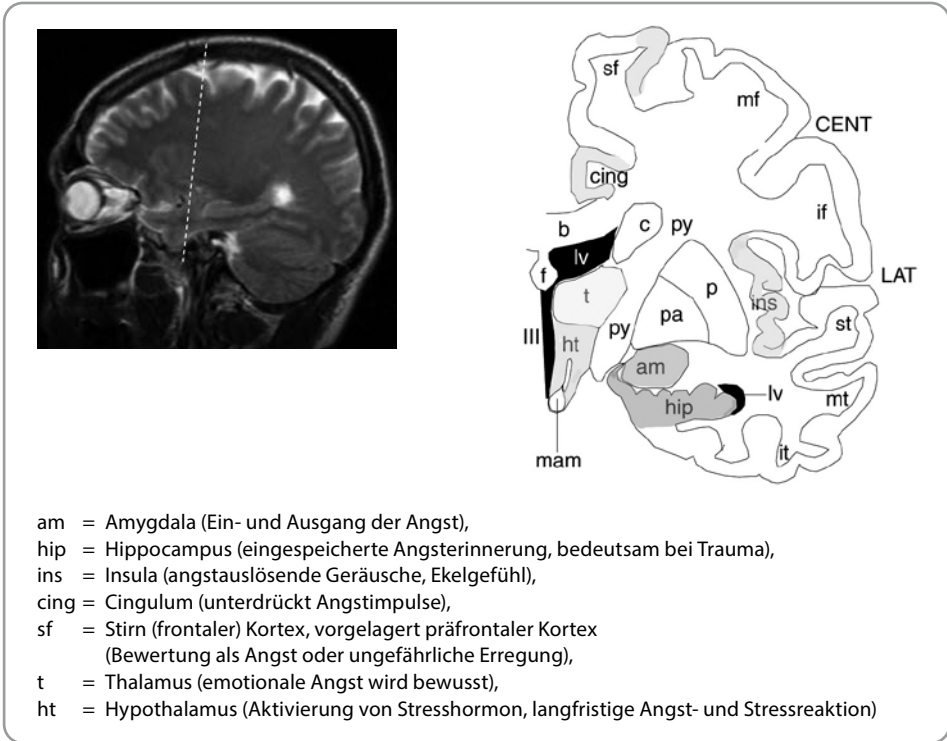 sf
mf
CENT
cing
if
b
c
py
lv
f
LAT
t
p
ins
III
py
pa
st
ht
am
lv
mt
hip
it
mam
am = Amygdala (Ein- und Ausgang der Angst),
hip = Hippocampus (eingespeicherte Angsterinnerung, bedeutsam bei Trauma),
ins = Insula (angstauslösende Geräusche, Ekelgefühl),
cing = Cingulum (unterdrückt Angstimpulse),
sf = Stirn (frontaler) Kortex, vorgelagert präfrontaler Kortex
(Bewertung als Angst oder ungefährliche Erregung),
t = Thalamus (emotionale Angst wird bewusst),
ht = Hypothalamus (Aktivierung von Stresshormon, langfristige Angst- und Stressreaktion)